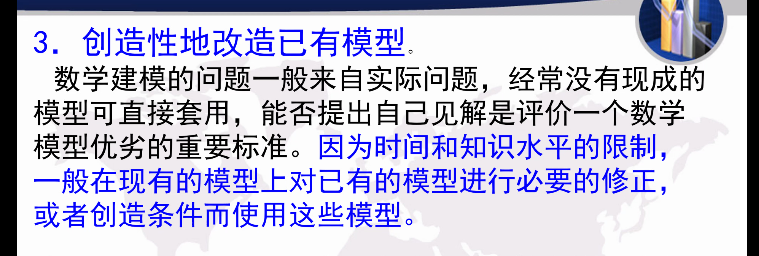 3．创造性地改造已有模型。
数学建模的问题一般来自实际问题，经常没有现成的
模型可直接套用，能否提出自己见解是评价一个数学
模型优劣的重要标准。因为时间和知识水平的限制，
一般在现有的模型上对已有的模型进行必要的修正，
或者创造条件而使用这些模型。